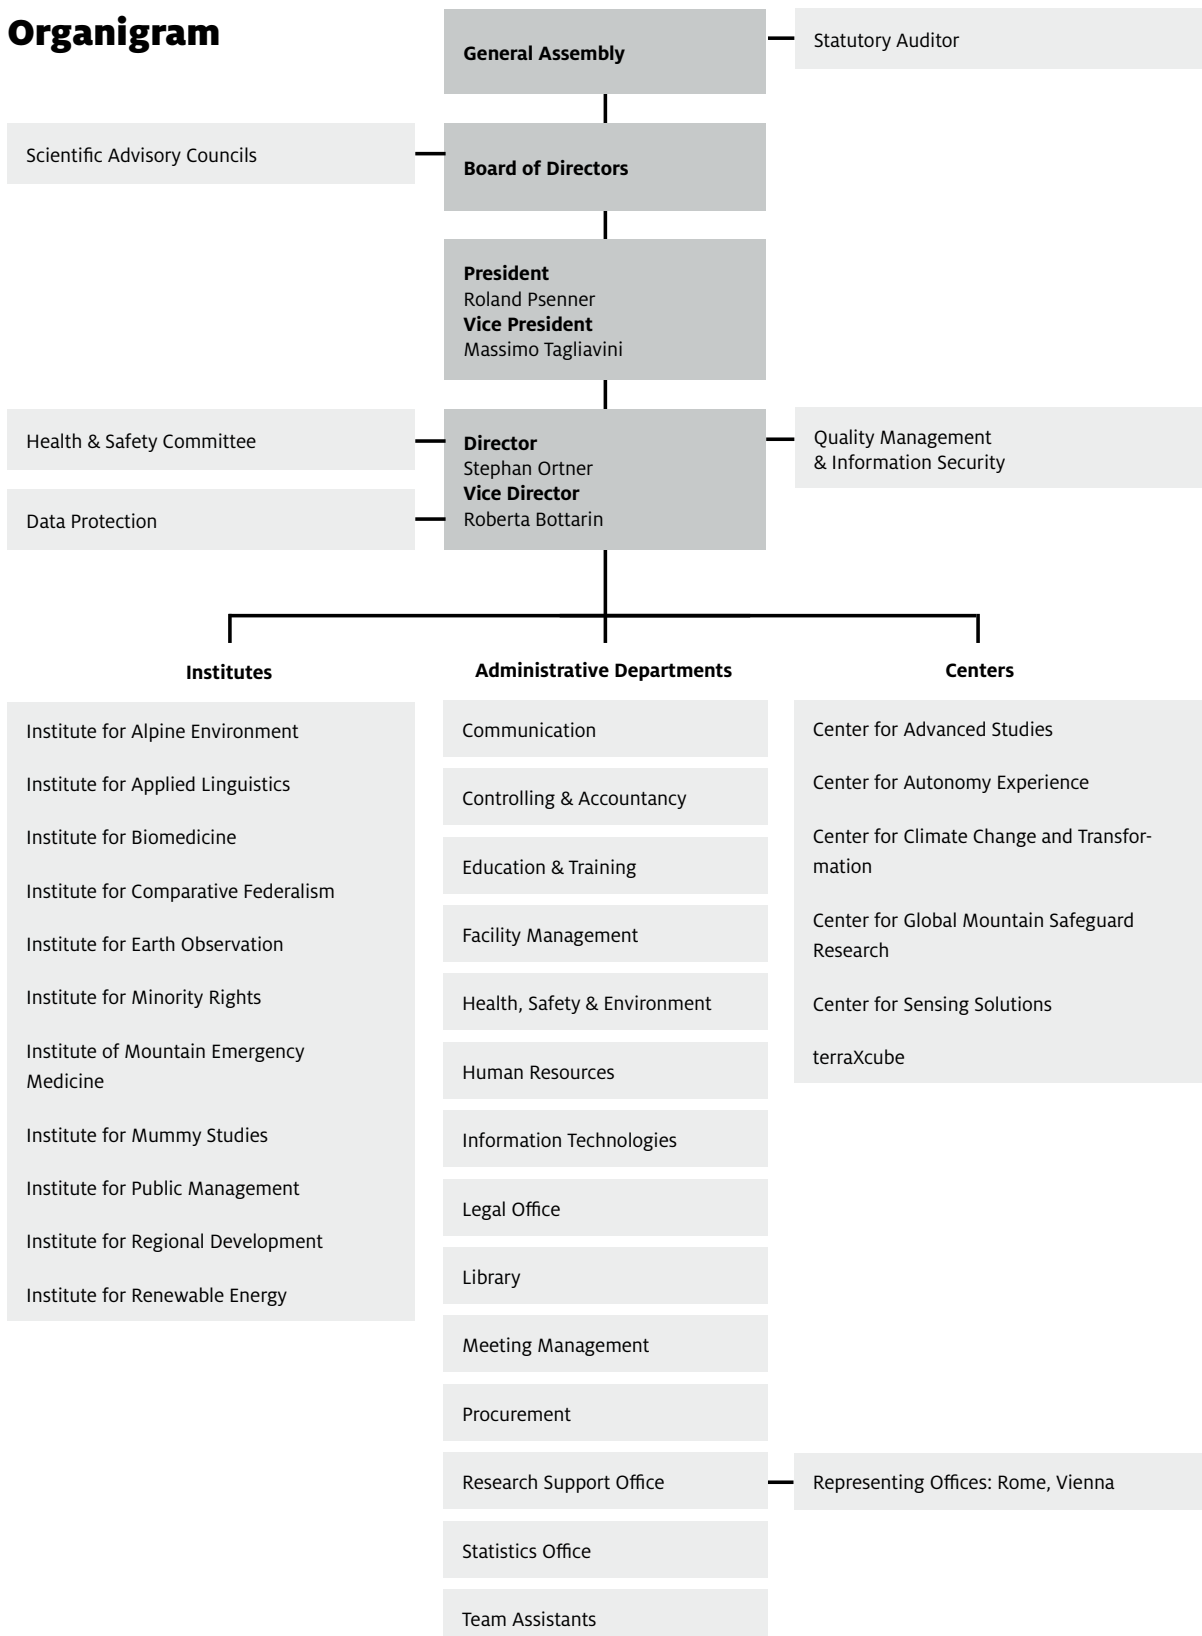 Organigram
General Assembly
Statutory Auditor
Scientific Advisory Councils
Board of Directors
President
Roland Psenner
Vice President
Massimo Tagliavini
Health & Safety Committee
Data Protection
Director
Stephan Ortner
Vice Director
Roberta Bottarin
Quality Management
& Information Security
Institutes
Institute for Alpine Environment
Institute for Applied Linguistics
Institute for Biomedicine
Institute for Comparative Federalism
Institute for Earth Observation
Institute for Minority Rights
Institute of Mountain Emergency
Medicine
Institute for Mummy Studies
Institute for Public Management
Institute for Regional Development
Institute for Renewable Energy
Administrative Departments
Communication
Controlling & Accountancy
Education & Training
Facility Management
Health, Safety & Environment
Human Resources
Information Technologies
Legal Office
Library
Meeting Management
Procurement
Research Support Office
Statistics Office
Team Assistants
Centers
Center for Advanced Studies
Center for Autonomy Experience
Center for Climate Change and Transfor-
mation
Center for Global Mountain Safeguard
Research
Center for Sensing Solutions
terraXcube
Representing Offices: Rome, Vienna